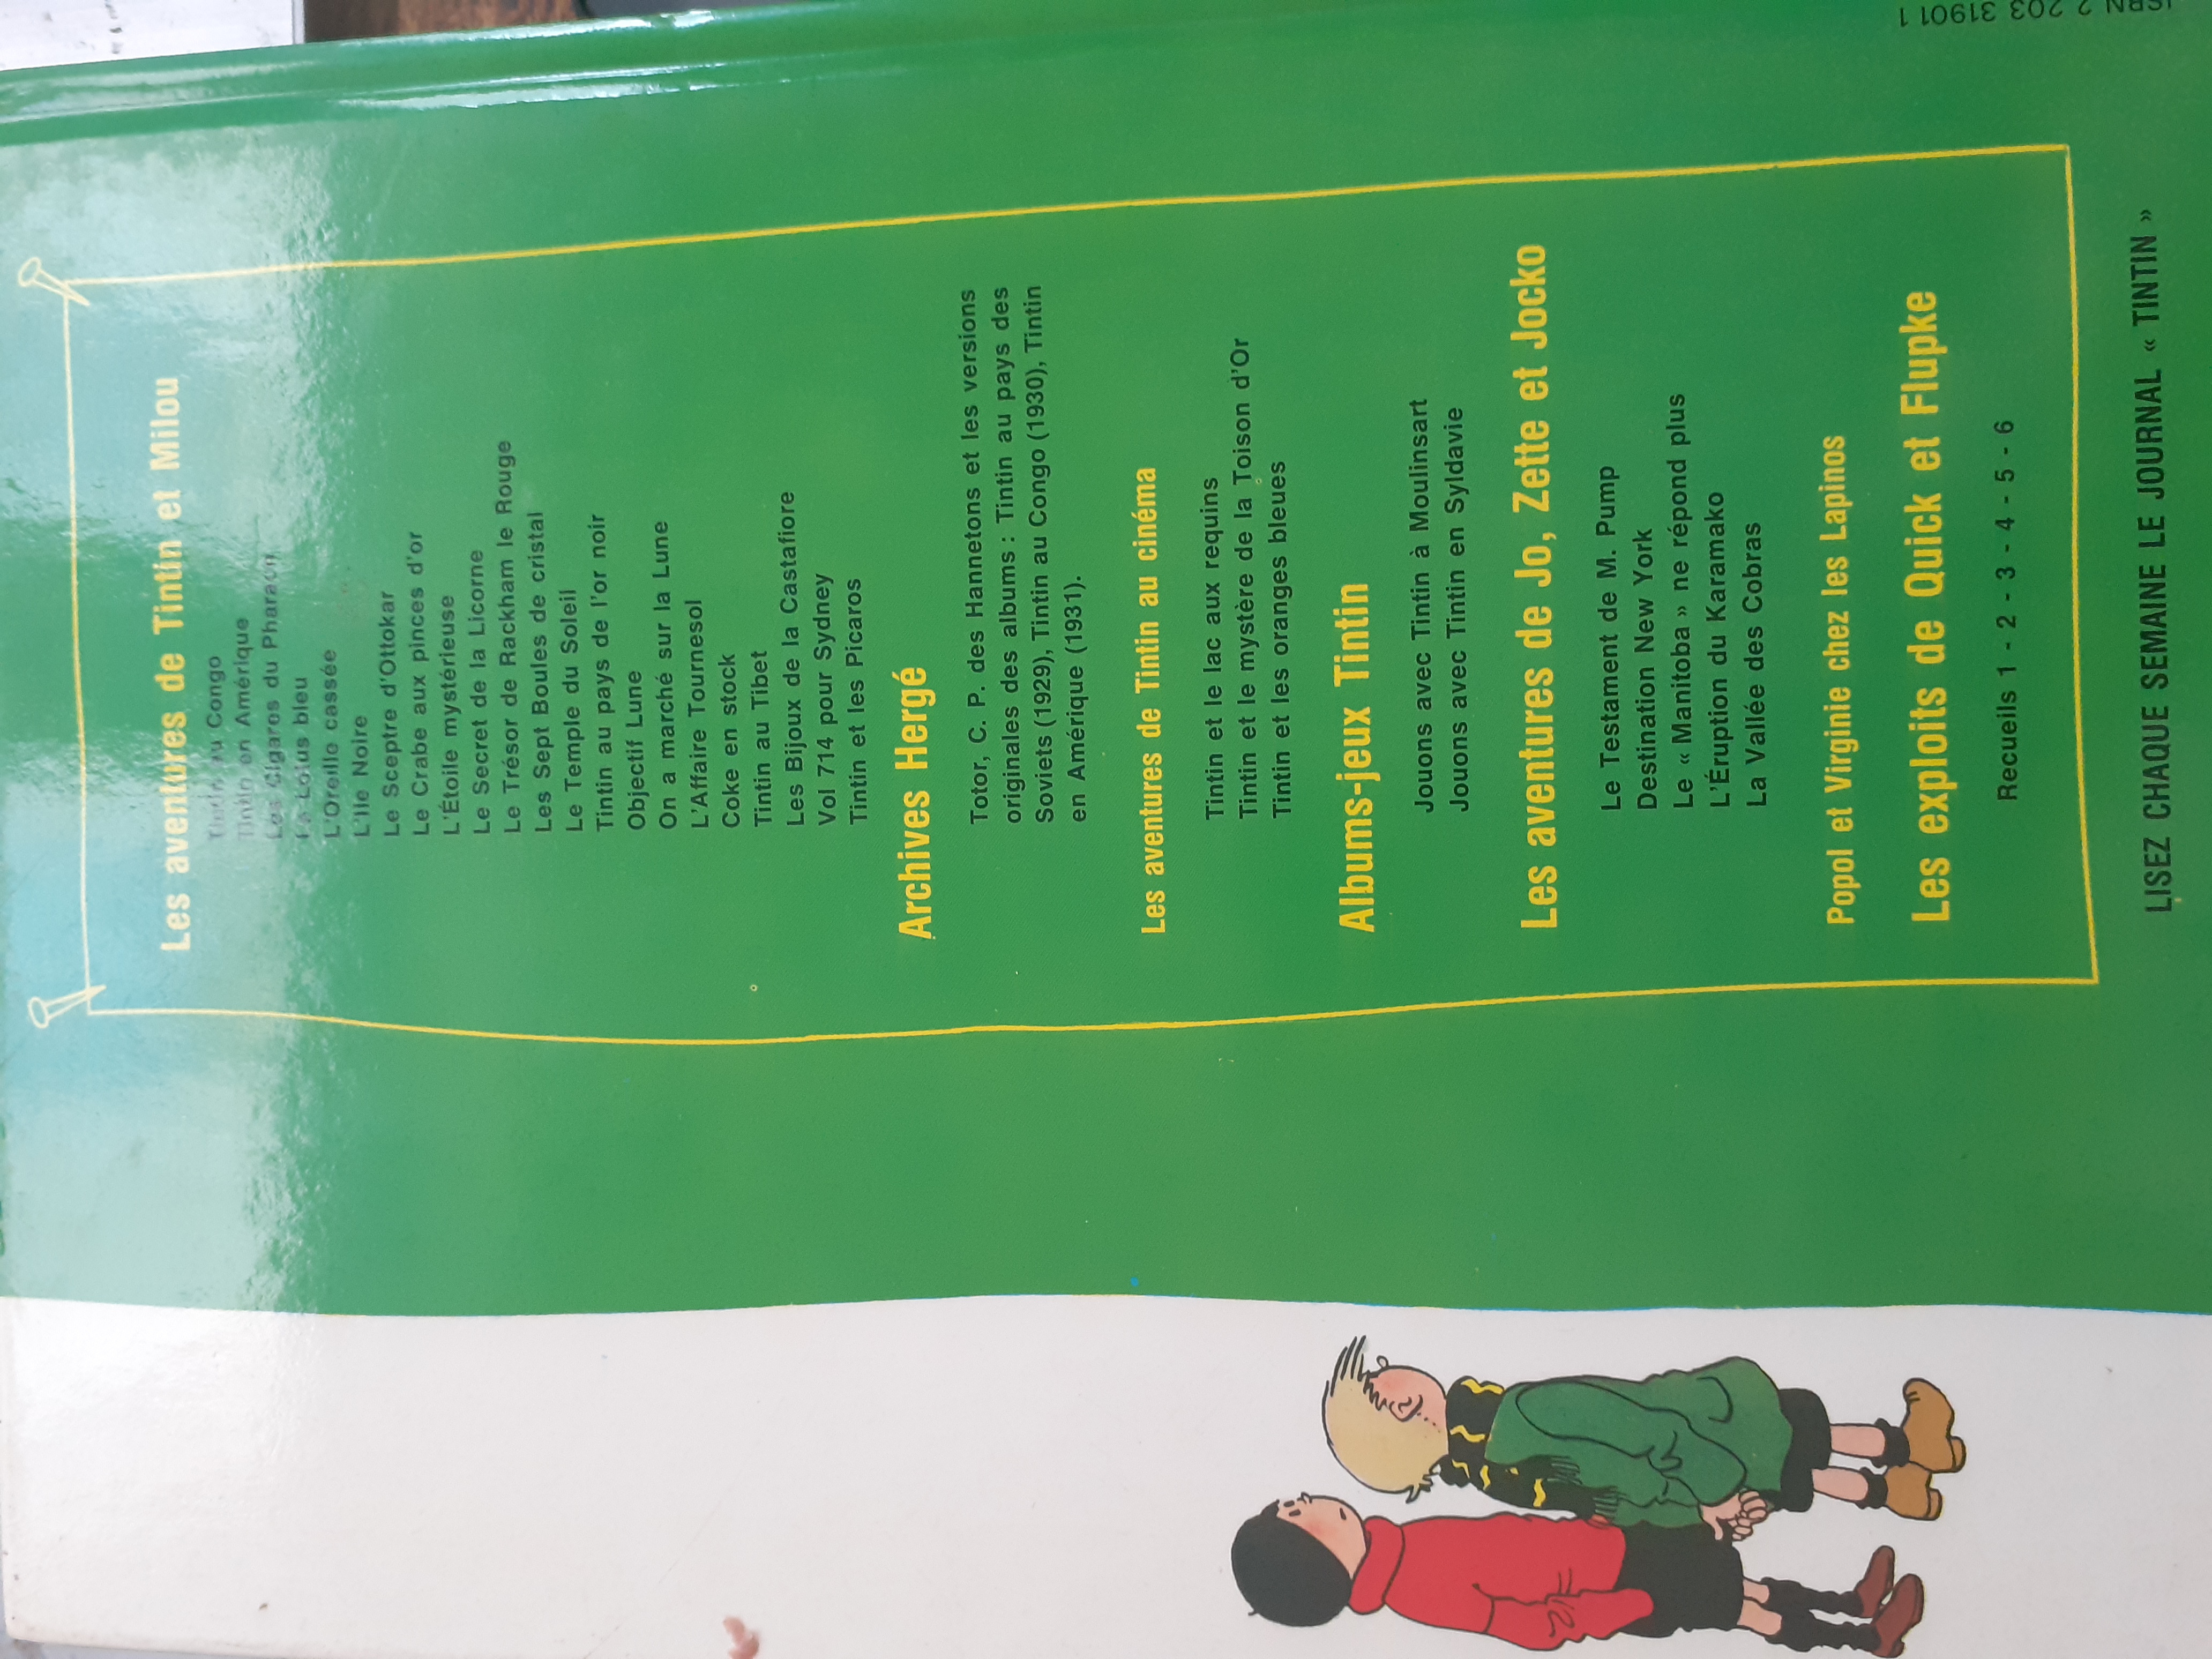 Les aventures de Tintin et Milou
Tintin au Congo
Tintin en Amérique
Les Cigares du Pharaon
Le Lotus bleu
L'Oreille cassée
L'Ile Noire
Le Sceptre d'Ottokar
Le Crabe aux pinces d'or
L'Étoile mystérieuse
Le Secret de la Licorne
Le Trésor de Rackham le Rouge
Les Sept Boules de cristal
Le Temple du Soleil
Tintin au pays de l'or noir
Objectif Lune
On a marché sur la Lune
L'Affaire Tournesol
Coke en stock
Tintin au Tibet
Les Bijoux de la Castafiore
Vol 714 pour Sydney
Tintin et les Picaros
Archives Hergé
Totor, C. P. des Hannetons et les versions
originales des albums : Tintin au pays des
Soviets (1929), Tintin au Congo (1930), Tintin
en Amérique (1931).
Les aventures de Tintin au cinéma
Tintin et le lac aux requins
Tintin et le mystère de la Toison d'Or
Tintin et les oranges bleues
Albums-jeux Tintin
Jouons avec Tintin à Moulinsart
Jouons avec Tintin en Syldavie
Les aventures de Jo, Zette et Jocko
Le Testament de M. Pump
Destination New York
Le « Manitoba » ne répond plus
L'Éruption du Karamako
La Vallée des Cobras
Popol et Virginie chez les Lapinos
Les exploits de Quick et Flupke
Recueils 1 - 2 - 3 - 4 - 5 - 6
LISEZ CHAQUE SEMAINE LE JOURNAL « TINTIN »
ISBN 2 203 31901 1